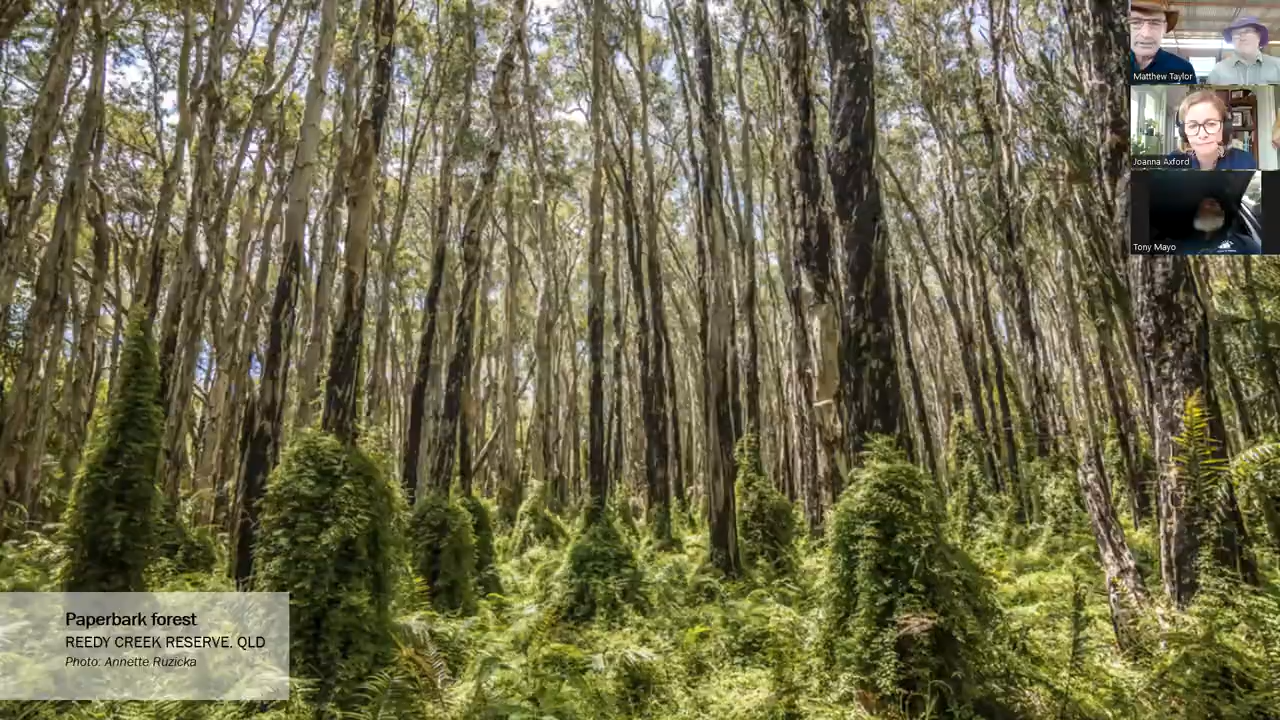 Matthew Taylor
Joanna Axford
Tony Mayo
Paperbark forest
REEDY CREEK RESERVE, QLD
Photo: Annette Ruzicka